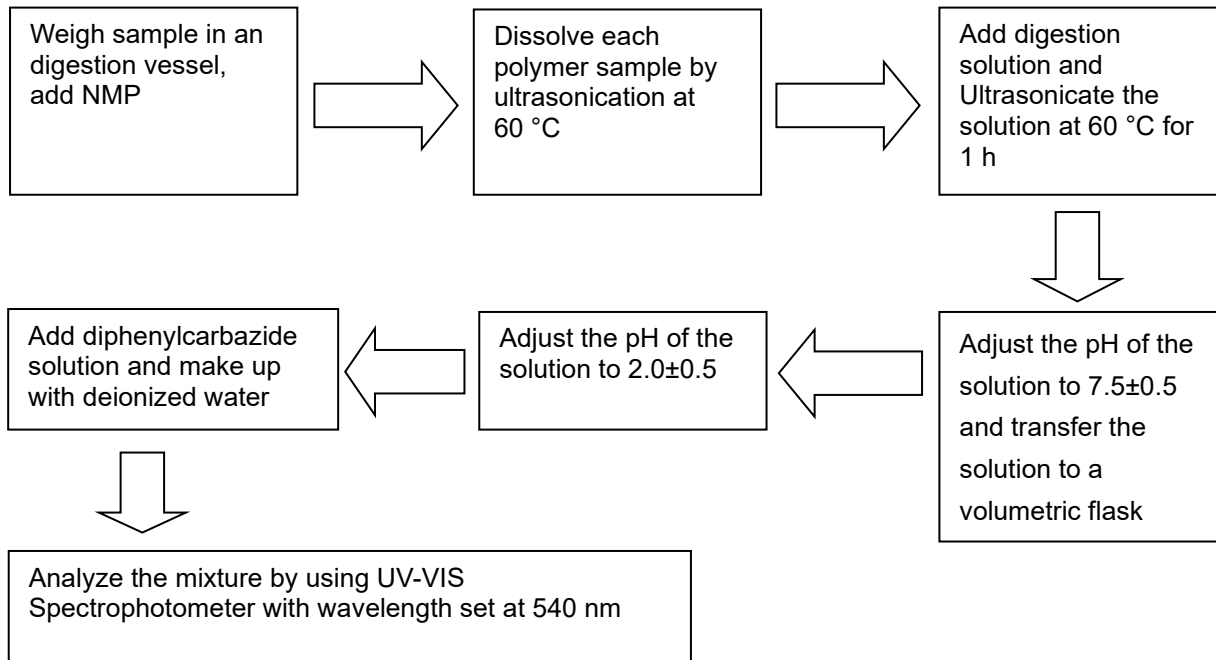 Weigh sample in an
digestion vessel,
add NMP
Dissolve each
polymer sample by
ultrasonication at
60 °C
Add digestion
solution and
Ultrasonicate the
solution at 60 °C for
1 h
Adjust the pH of the
solution to 7.5±0.5
and transfer the
solution to a
volumetric flask
Adjust the pH of the
solution to 2.0±0.5
Add diphenylcarbazide
solution and make up
with deionized water
Analyze the mixture by using UV-VIS
Spectrophotometer with wavelength set at 540 nm